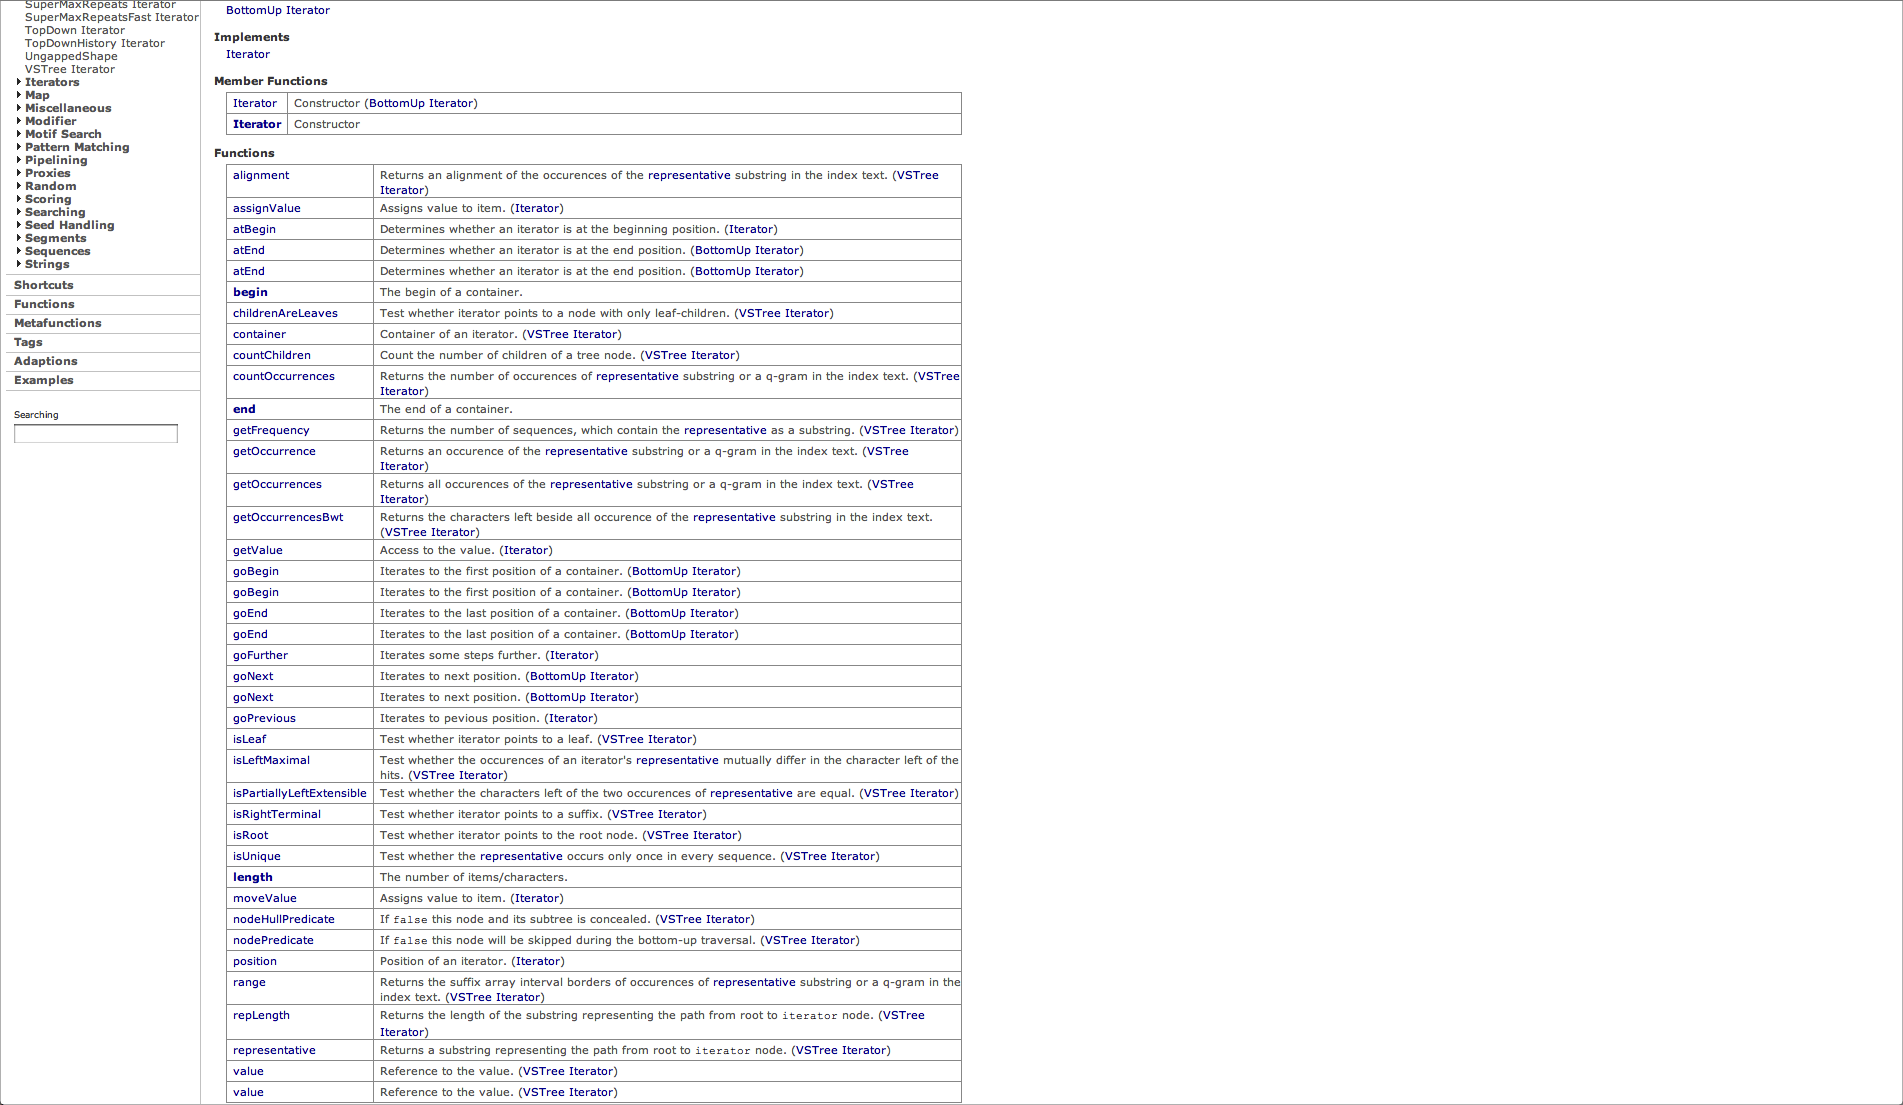 SuperMaxRepeats Iterator
SuperMaxRepeatsFast Iterator
TopDown Iterator
TopDownHistory Iterator
UngappedShape
VSTree Iterator
Iterators
Map
Miscellaneous
Modifier
Motif Search
Pattern Matching
Pipelining
Proxies
Random
Scoring
Searching
Seed Handling
Segments
Sequences
Strings
Shortcuts
Functions
Metafunctions
Tags
Adaptions
Examples
Searching
BottomUp Iterator
Implements
Iterator
Member Functions
Iterator Constructor (BottomUp Iterator)
Iterator Constructor
Functions
alignment Returns an alignment of the occurences of the representative substring in the index text. (VSTree
Iterator)
assignValue Assigns value to item. (Iterator)
atBegin Determines whether an iterator is at the beginning position. (Iterator)
atEnd Determines whether an iterator is at the end position. (BottomUp Iterator)
atEnd Determines whether an iterator is at the end position. (BottomUp Iterator)
begin The begin of a container.
childrenAreLeaves Test whether iterator points to a node with only leaf-children. (VSTree Iterator)
container Container of an iterator. (VSTree Iterator)
countChildren Count the number of children of a tree node. (VSTree Iterator)
countOccurrences Returns the number of occurences of representative substring or a q-gram in the index text. (VSTree
Iterator)
end The end of a container.
getFrequency Returns the number of sequences, which contain the representative as a substring. (VSTree Iterator)
getOccurrence Returns an occurence of the representative substring or a q-gram in the index text. (VSTree
Iterator)
getOccurrences Returns all occurences of the representative substring or a q-gram in the index text. (VSTree
Iterator)
getOccurrencesBwt Returns the characters left beside all occurence of the representative substring in the index text.
(VSTree Iterator)
getValue Access to the value. (Iterator)
goBegin Iterates to the first position of a container. (BottomUp Iterator)
goBegin Iterates to the first position of a container. (BottomUp Iterator)
goEnd Iterates to the last position of a container. (BottomUp Iterator)
goEnd Iterates to the last position of a container. (BottomUp Iterator)
goFurther Iterates some steps further. (Iterator)
goNext Iterates to next position. (BottomUp Iterator)
goNext Iterates to next position. (BottomUp Iterator)
goPrevious Iterates to pevious position. (Iterator)
isLeaf Test whether iterator points to a leaf. (VSTree Iterator)
isLeftMaximal Test whether the occurences of an iterator's representative mutually differ in the character left of the
hits. (VSTree Iterator)
isPartiallyLeftExtensible Test whether the characters left of the two occurences of representative are equal. (VSTree Iterator)
isRightTerminal Test whether iterator points to a suffix. (VSTree Iterator)
isRoot Test whether iterator points to the root node. (VSTree Iterator)
isUnique Test whether the representative occurs only once in every sequence. (VSTree Iterator)
length The number of items/characters.
moveValue Assigns value to item. (Iterator)
nodeHullPredicate If false this node and its subtree is concealed. (VSTree Iterator)
nodePredicate If false this node will be skipped during the bottom-up traversal. (VSTree Iterator)
position Position of an iterator. (Iterator)
range Returns the suffix array interval borders of occurences of representative substring or a q-gram in the
index text. (VSTree Iterator)
repLength Returns the length of the substring representing the path from root to iterator node. (VSTree
Iterator)
representative Returns a substring representing the path from root to iterator node. (VSTree Iterator)
value Reference to the value. (VSTree Iterator)
value Reference to the value. (VSTree Iterator)